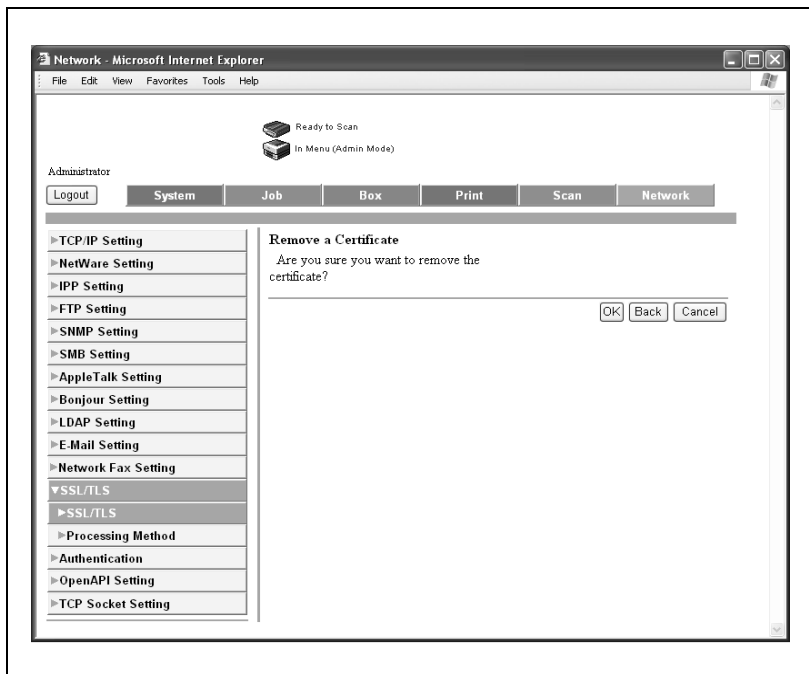 Network - Microsoft Internet Explorer
File Edit View Favorites Tools Help
Ready to Scan
In Menu (Admin Mode)
Administrator
Logout System Job Box Print Scan Network
TCP/IP Setting
NetWare Setting
IPP Setting
FTP Setting
SNMP Setting
SMB Setting
AppleTalk Setting
Bonjour Setting
LDAP Setting
E-Mail Setting
Network Fax Setting
SSL/TLS
SSL/TLS
Processing Method
Authentication
OpenAPI Setting
TCP Socket Setting
Remove a Certificate
Are you sure you want to remove the
certificate?
OK Back Cancel